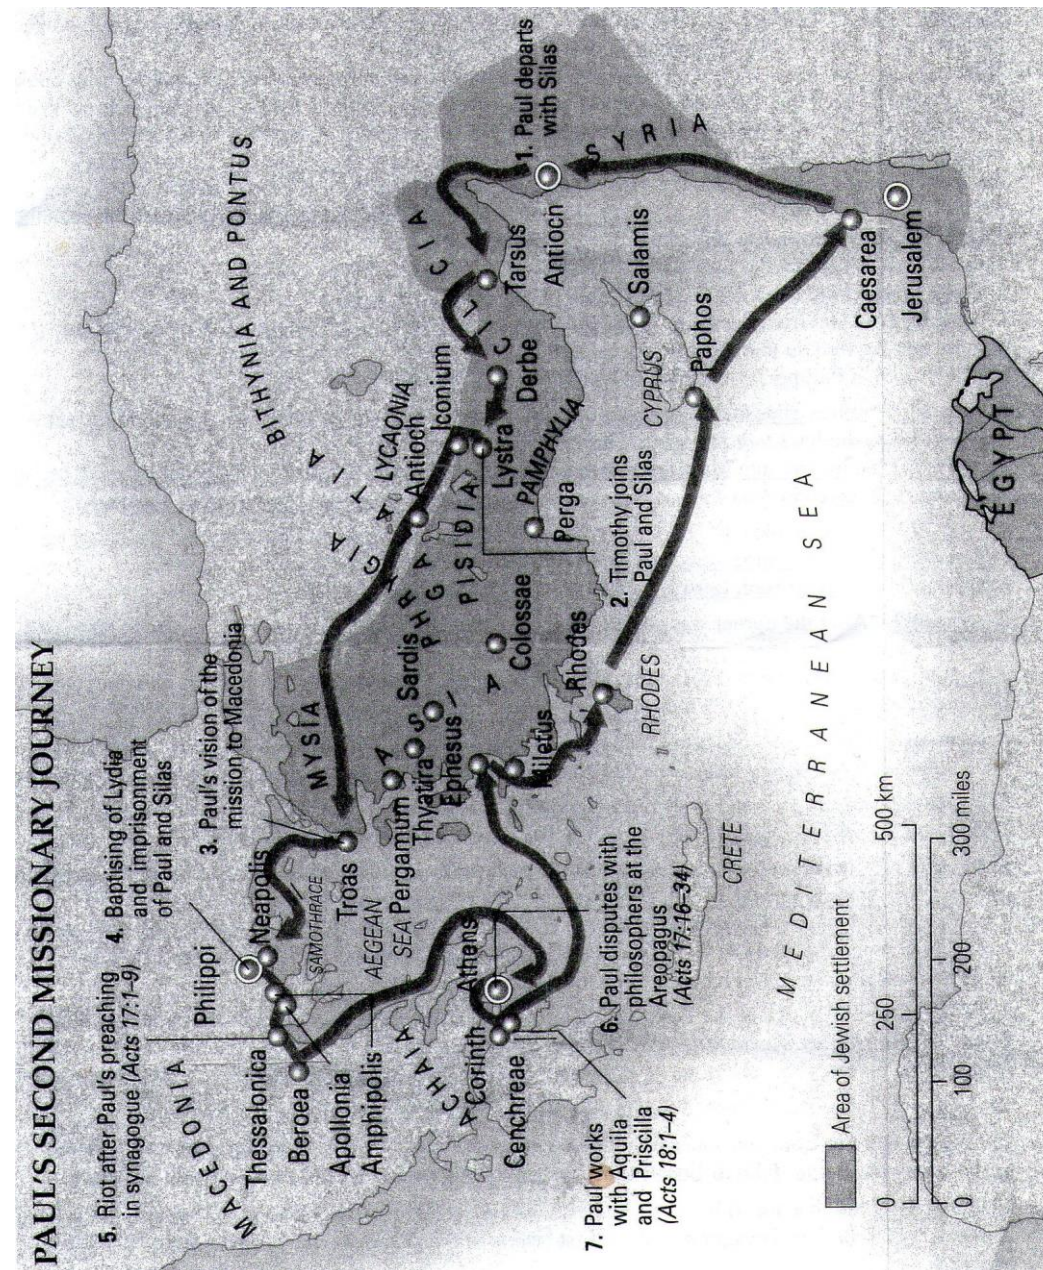 PAUL'S SECOND MISSIONARY JOURNEY
5. Riot after Paul's preaching
in synagogue (Acts 17:1–9)
4. Baptising of Lydia
and imprisonment
of Paul and Silas
3. Paul's vision of the
mission to Macedonia
BITHYNIA AND PONTUS
1. Paul departs
with Silas
MACEDONIA
Philippi
Neapolis
Thessalonica
Beroea
Apollonia
Amphipolis
SAMOTHRACE
AEGEAN
SEA
Troas
MYSIA
Pergamum
Thyatira
Sardis
Ephesus
ASIA
PHRYGIA
GALATIA
LYCAONIA
Antioch
Iconium
PISIDIA
Lystra
Derbe
CILICIA
Tarsus
Antioch
SYRIA
PAMPHYLIA
Perga
Colossae
Miletus
Rhodes
RHODES
ACHAIA
Athens
Corinth
Cenchreae
2. Timothy joins
Paul and Silas
CYPRUS
Salamis
Paphos
Caesarea
Jerusalem
6. Paul disputes with
philosophers at the
Areopagus
(Acts 17:16–34)
7. Paul works
with Aquila
and Priscilla
(Acts 18:1–4)
CRETE
MEDITERRANEAN SEA
EGYPT
Area of Jewish settlement
0 250 500 km
0 100 200 300 miles